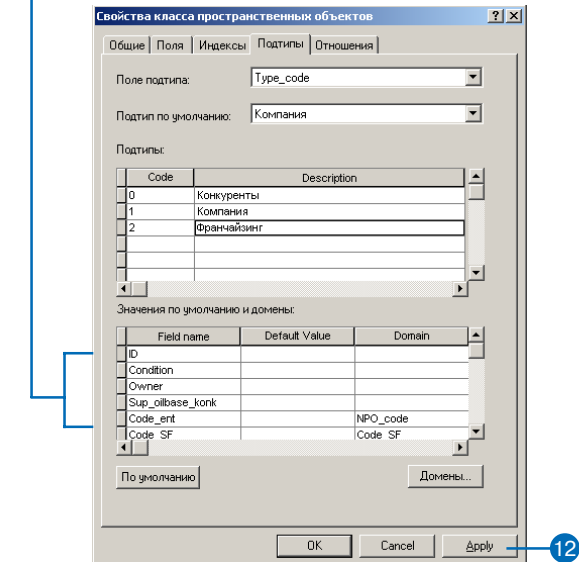 Свойства класса пространственных объектов
Общие Поля Индексы Подтипы Отношения
Поле подтипа: Type_code
Подтип по умолчанию: Компания
Подтипы:
Code Description
0 Конкуренты
1 Компания
2 Франчайзинг
Значения по умолчанию и домены:
Field name Default Value Domain
ID
Condition
Owner
Sup_oilbase_konk
Code_ent NPO_code
Code_SF Code_SF
По умолчанию Домены...
OK Cancel Apply 12